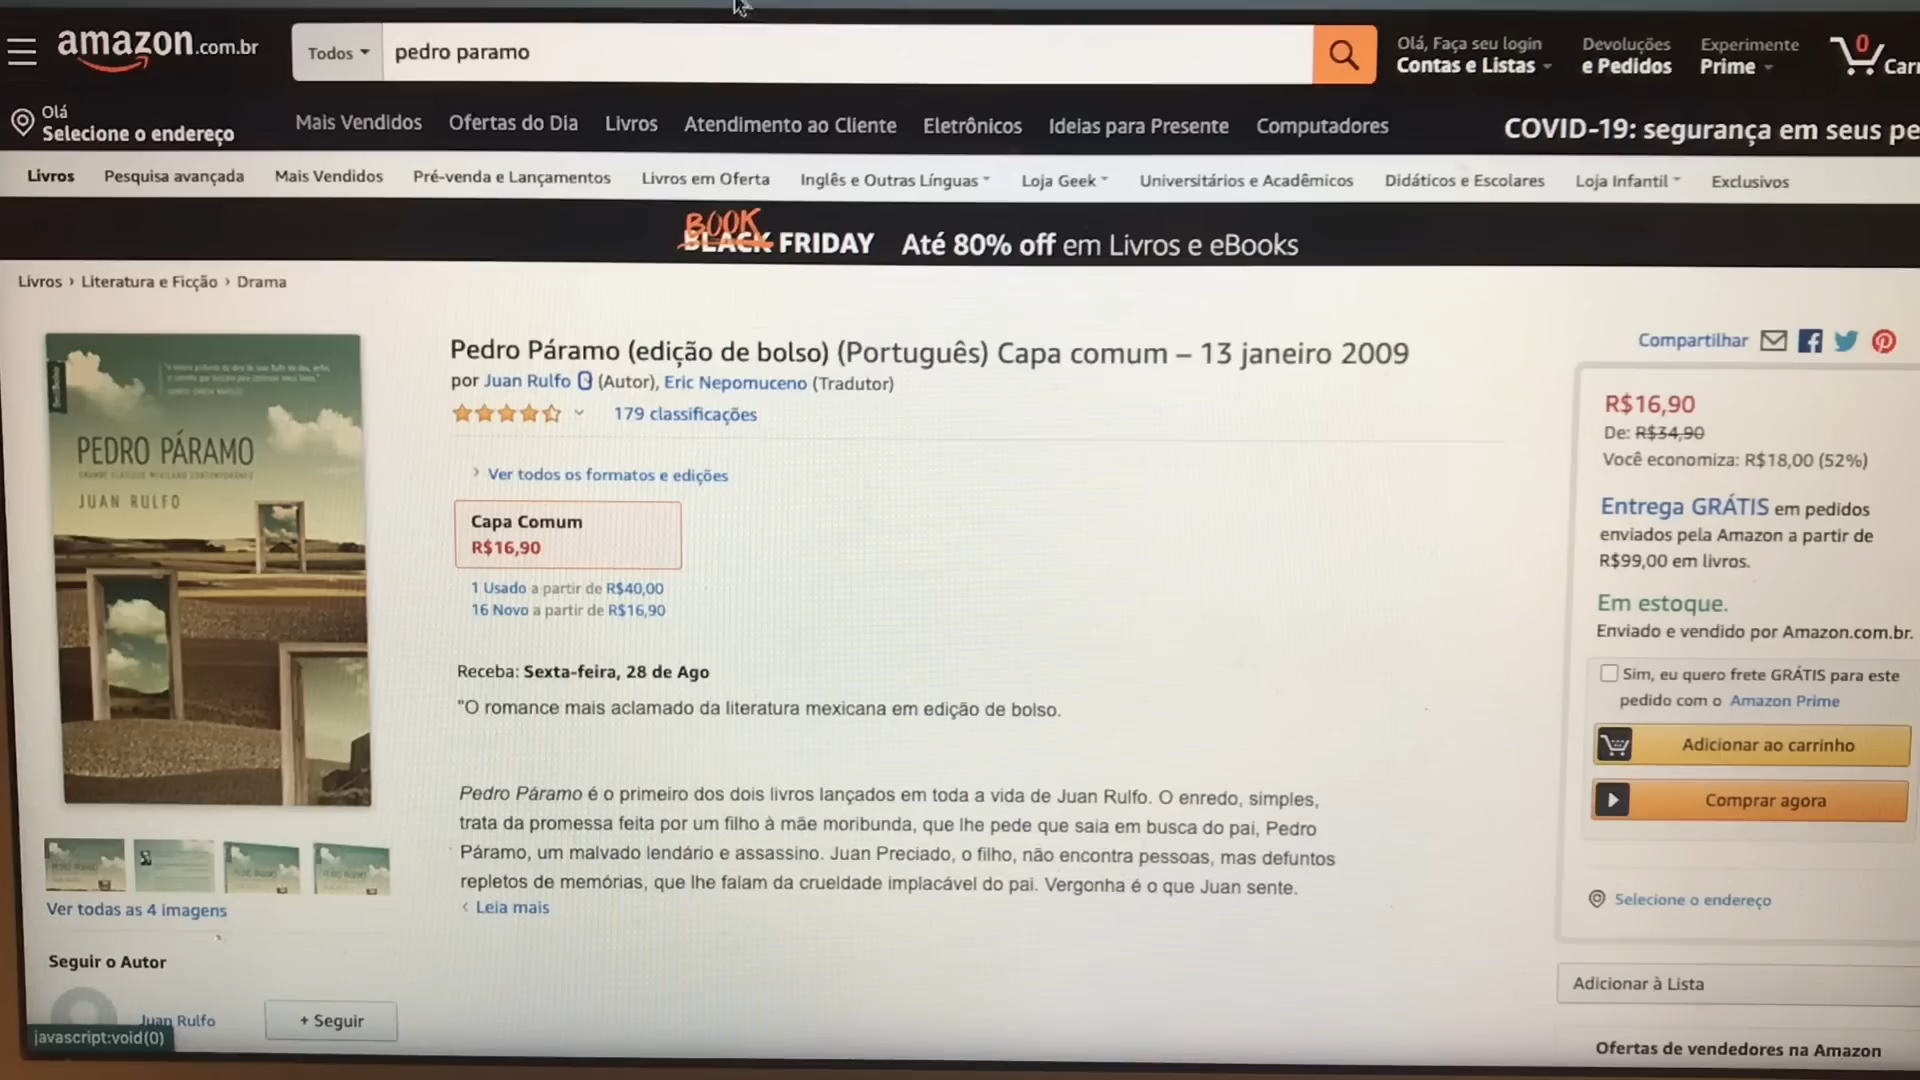 amazon.com.br
Todos
pedro paramo
Olá, Faça seu login
Contas e Listas
Devoluções
e Pedidos
Experimente
Prime
0
Carr
Olá
Selecione o endereço
Mais Vendidos
Ofertas do Dia
Livros
Atendimento ao Cliente
Eletrônicos
Ideias para Presente
Computadores
COVID-19: segurança em seus pe
Livros
Pesquisa avançada
Mais Vendidos
Pré-venda e Lançamentos
Livros em Oferta
Inglês e Outras Línguas
Loja Geek
Universitários e Acadêmicos
Didáticos e Escolares
Loja Infantil
Exclusivos
BOOK
BLACK FRIDAY Até 80% off em Livros e eBooks
Livros › Literatura e Ficção › Drama
PEDRO PÁRAMO
JUAN RULFO
Ver todas as 4 imagens
Seguir o Autor
Juan Rulfo
+ Seguir
javascript:void(0)
Pedro Páramo (edição de bolso) (Português) Capa comum – 13 janeiro 2009
por Juan Rulfo (Autor), Eric Nepomuceno (Tradutor)
179 classificações
› Ver todos os formatos e edições
Capa Comum
R$16,90
1 Usado a partir de R$40,00
16 Novo a partir de R$16,90
Receba: Sexta-feira, 28 de Ago
"O romance mais aclamado da literatura mexicana em edição de bolso.
Pedro Páramo é o primeiro dos dois livros lançados em toda a vida de Juan Rulfo. O enredo, simples,
trata da promessa feita por um filho à mãe moribunda, que lhe pede que saia em busca do pai, Pedro
Páramo, um malvado lendário e assassino. Juan Preciado, o filho, não encontra pessoas, mas defuntos
repletos de memórias, que lhe falam da crueldade implacável do pai. Vergonha é o que Juan sente.
‹ Leia mais
Compartilhar
R$16,90
De: R$34,90
Você economiza: R$18,00 (52%)
Entrega GRÁTIS em pedidos
enviados pela Amazon a partir de
R$99,00 em livros.
Em estoque.
Enviado e vendido por Amazon.com.br.
Sim, eu quero frete GRÁTIS para este
pedido com o Amazon Prime
Adicionar ao carrinho
Comprar agora
Selecione o endereço
Adicionar à Lista
Ofertas de vendedores na Amazon